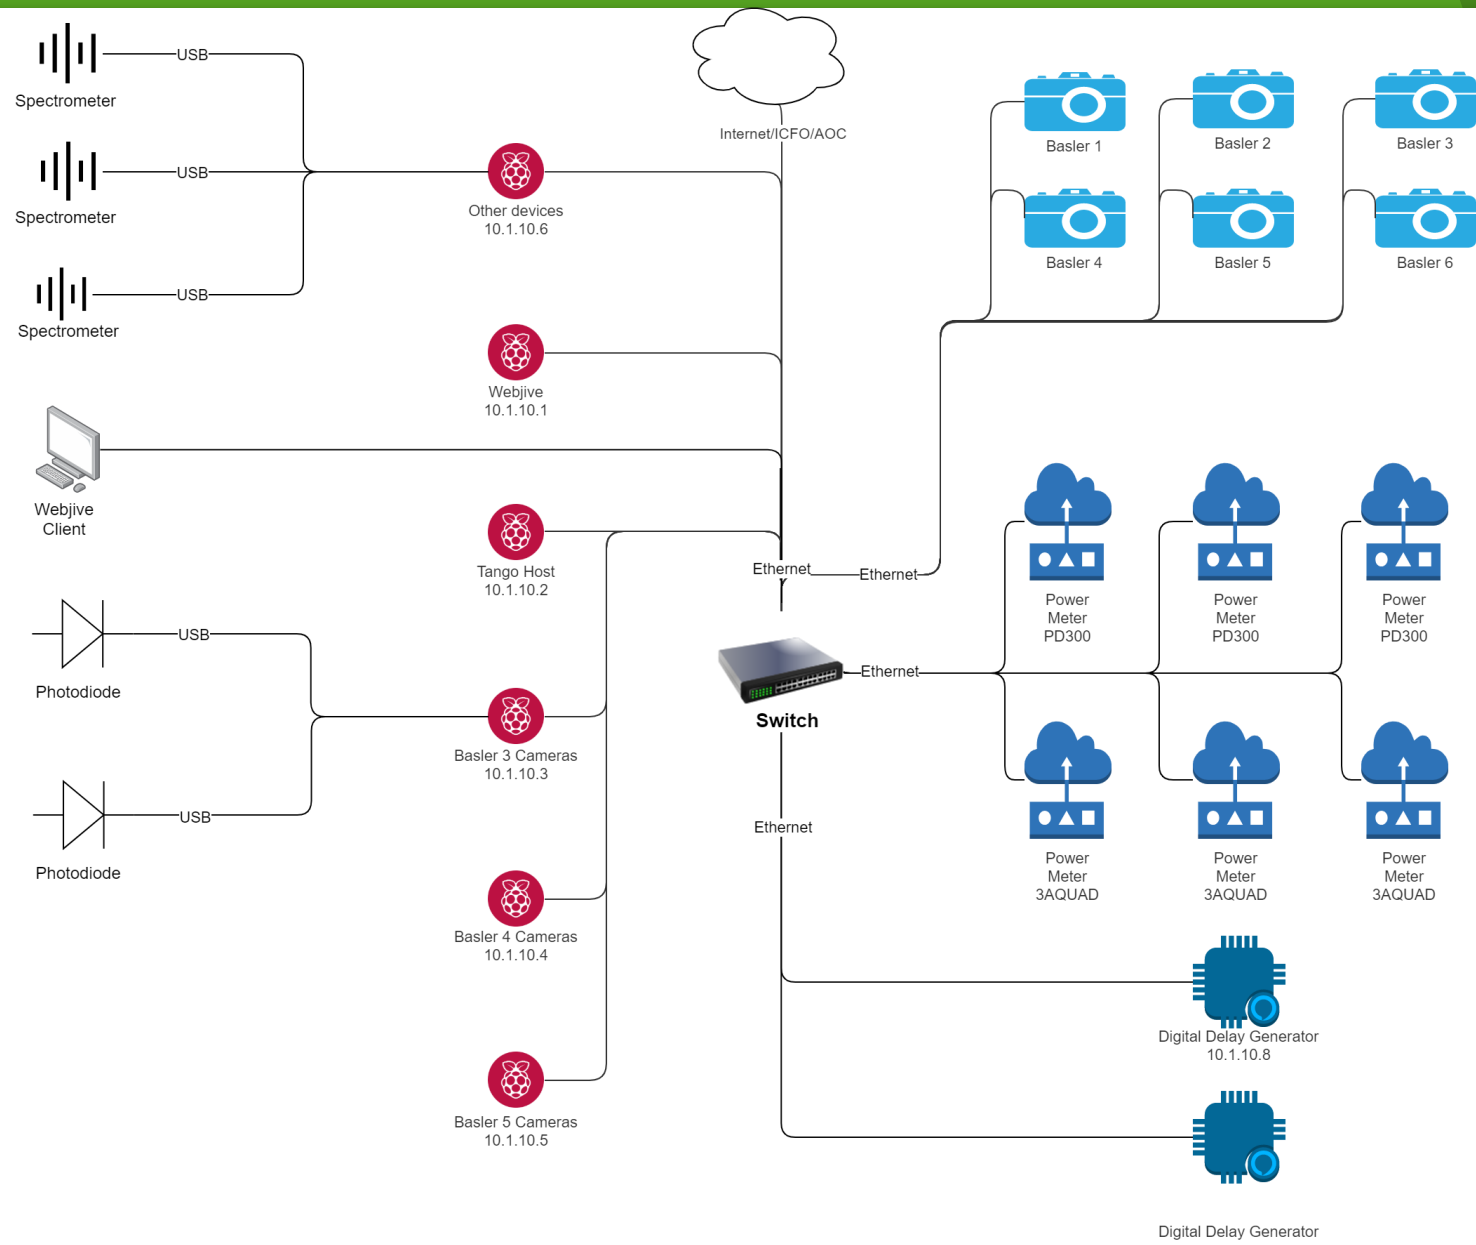 USB
Spectrometer
USB
Spectrometer
USB
Spectrometer
Internet/ICFO/AOC
Other devices
10.1.10.6
Webjive
10.1.10.1
Webjive
Client
Tango Host
10.1.10.2
USB
Photodiode
USB
Photodiode
Basler 3 Cameras
10.1.10.3
Basler 4 Cameras
10.1.10.4
Basler 5 Cameras
10.1.10.5
Ethernet
Ethernet
Ethernet
Switch
Ethernet
Basler 1
Basler 2
Basler 3
Basler 4
Basler 5
Basler 6
Power
Meter
PD300
Power
Meter
PD300
Power
Meter
PD300
Power
Meter
3AQUAD
Power
Meter
3AQUAD
Power
Meter
3AQUAD
Digital Delay Generator
10.1.10.8
Digital Delay Generator